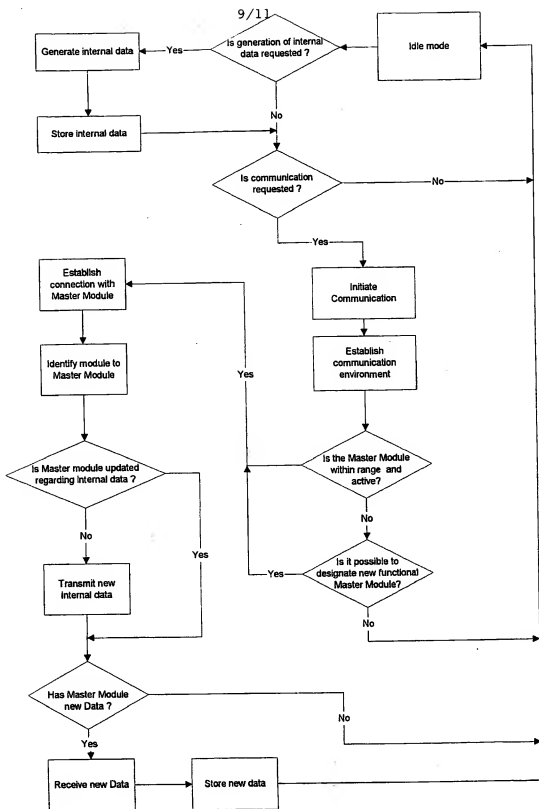 9/11
Generate internal data
Yes
Is generation of internal
data requested ?
Idle mode
No
Store internal data
Is communication
requested ?
No
Yes
Establish
connection with
Master Module
Initiate
Communication
Identify module to
Master Module
Establish
communication
environment
Yes
Is Master module updated
regarding Internal data ?
Is the Master Module
within range and
active?
No
No
Yes
Transmit new
Internal data
Yes
Is it possible to
designate new functional
Master Module?
No
Has Master Module
new Data ?
No
Yes
Receive new Data
Store new data